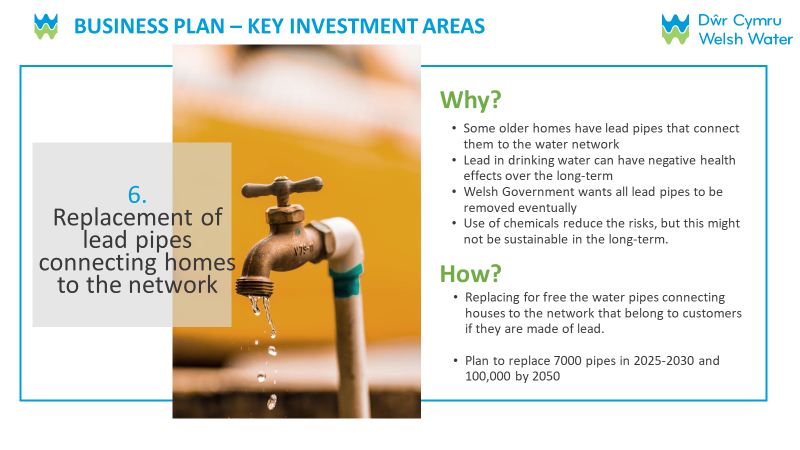 BUSINESS PLAN – KEY INVESTMENT AREAS
Dŵr Cymru
Welsh Water
6.
Replacement of
lead pipes
connecting homes
to the network
Why?
• Some older homes have lead pipes that connect
them to the water network
• Lead in drinking water can have negative health
effects over the long-term
• Welsh Government wants all lead pipes to be
removed eventually
• Use of chemicals reduce the risks, but this might
not be sustainable in the long-term.
How?
• Replacing for free the water pipes connecting
houses to the network that belong to customers
if they are made of lead.
• Plan to replace 7000 pipes in 2025-2030 and
100,000 by 2050